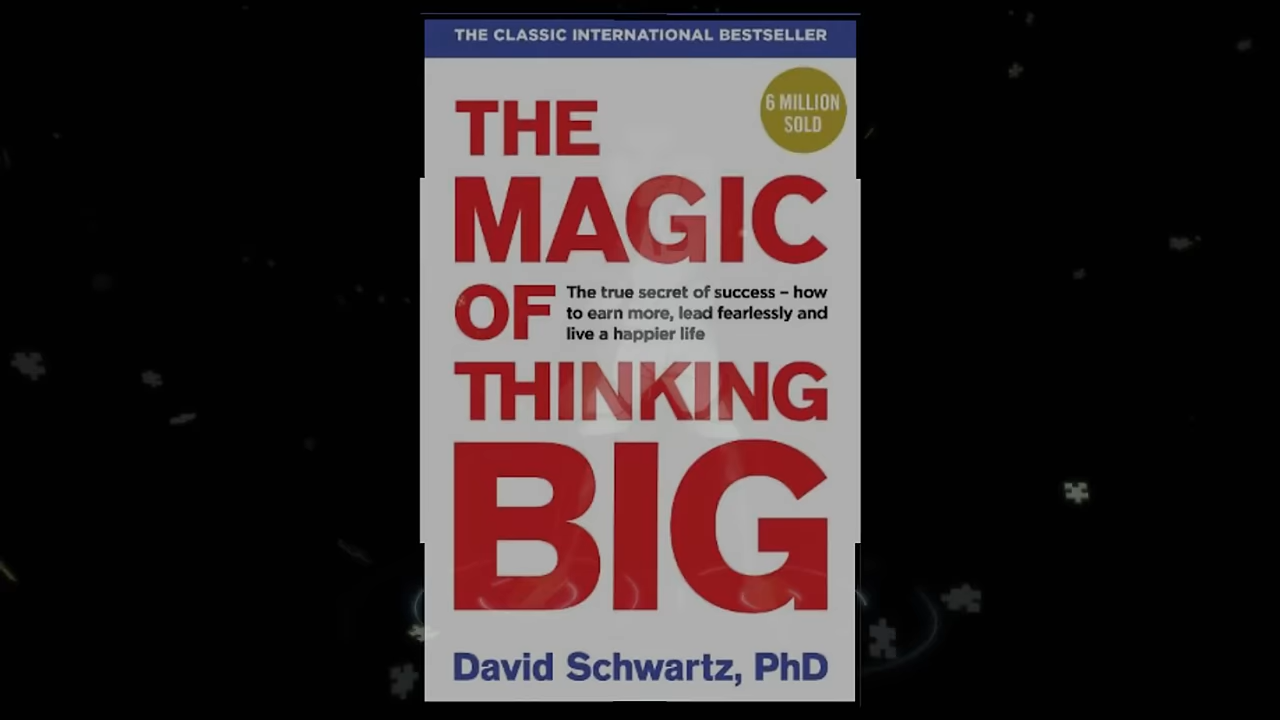 THE CLASSIC INTERNATIONAL BESTSELLER
6 MILLION
SOLD
THE
MAGIC
OF
The true secret of success – how
to earn more, lead fearlessly and
live a happier life
THINKING
BIG
David Schwartz, PhD